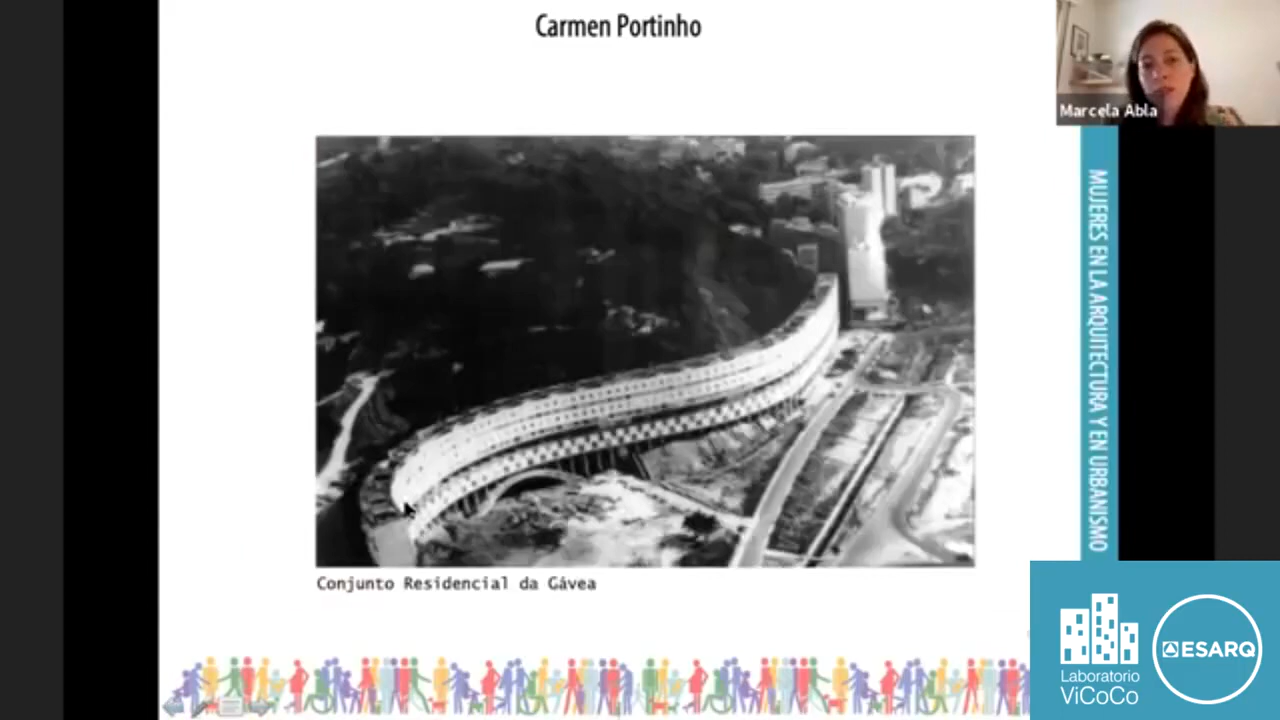 Carmen Portinho
Marcela Abla
MUJERES EN LA ARQUITECTURA Y EN URBANISMO
Conjunto Residencial da Gávea
Laboratorio
ViCoCo
ESARQ